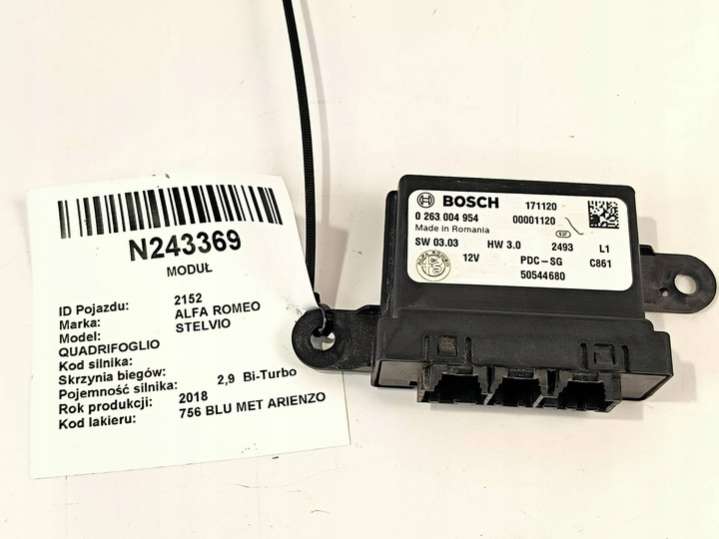 N243369
MODUŁ
ID Pojazdu: 2152
Marka: ALFA ROMEO
Model: STELVIO
QUADRIFOGLIO
Kod silnika:
Skrzynia biegów:
Pojemność silnika: 2,9 Bi-Turbo
Rok produkcji: 2018
Kod lakieru: 756 BLU MET ARIENZO
BOSCH 171120
0 263 004 954 00001120
Made in Romania
SW 03.03 HW 3.0 2493 L1
12V PDC-SG C861
50544680